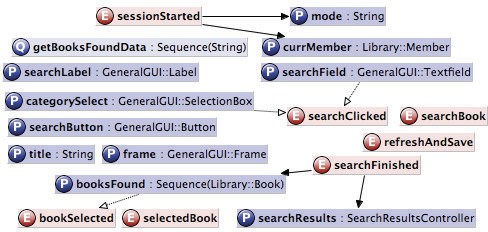 E sessionStarted
P mode : String
Q getBooksFoundData : Sequence(String)
P currMember : Library::Member
P searchLabel : GeneralGUI::Label
P searchField : GeneralGUI::Textfield
P categorySelect : GeneralGUI::SelectionBox
E searchClicked
E searchBook
P searchButton : GeneralGUI::Button
E refreshAndSave
P title : String
P frame : GeneralGUI::Frame
E searchFinished
P booksFound : Sequence(Library::Book)
E bookSelected
E selectedBook
P searchResults : SearchResultsController